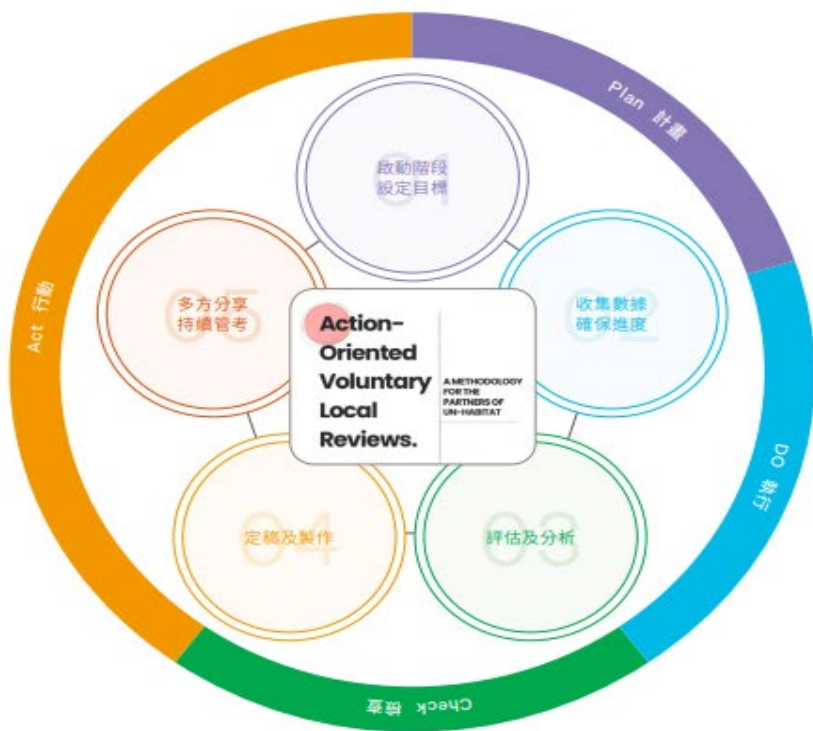 Plan 計畫
DO 執行
Check 檢查
Act 行動
01
啟動階段
設定目標
02
收集數據
確保進度
03
評估及分析
04
定稿及製作
05
多方分享
持續管考
Action-
Oriented
Voluntary
Local
Reviews.
A METHODOLOGY
FOR THE
PARTNERS OF
UN-HABITAT